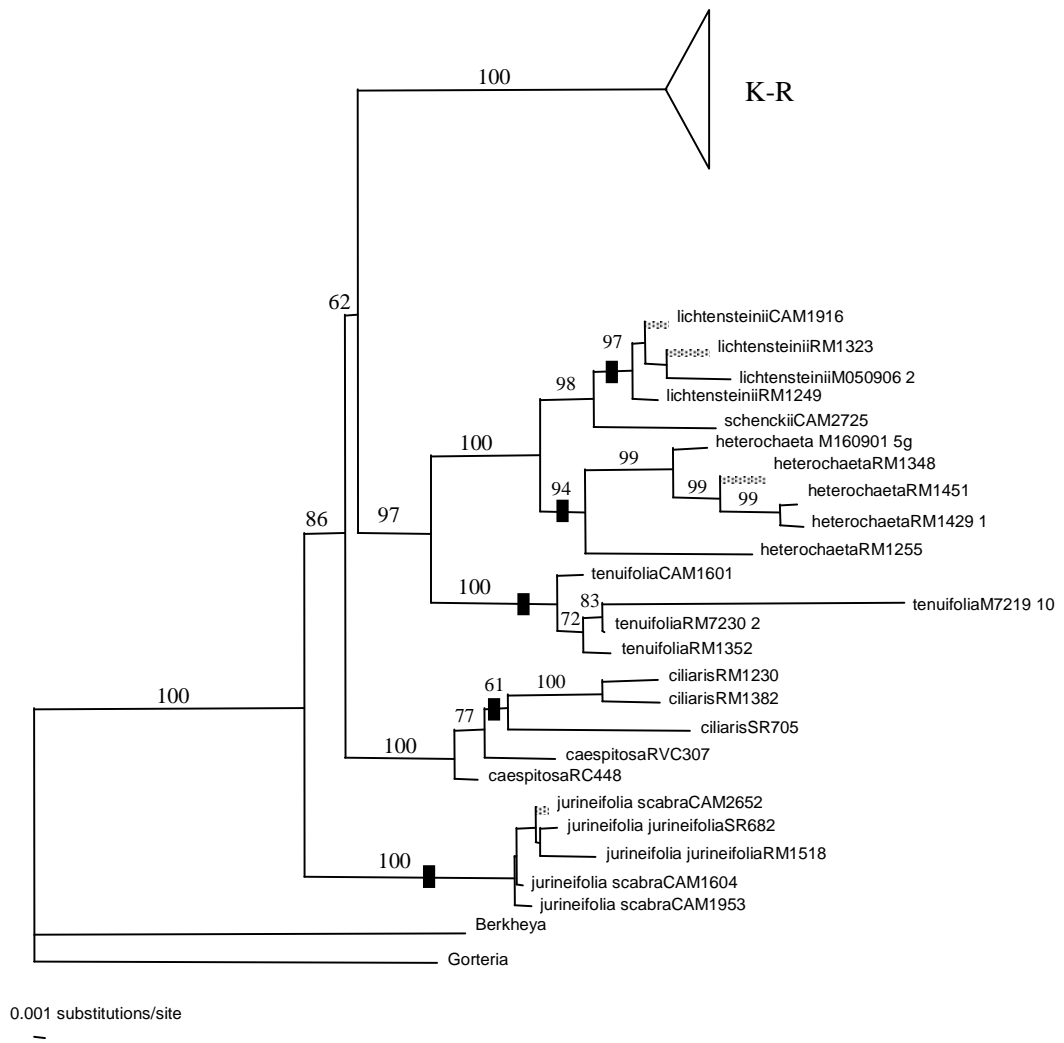 100
K-R
62
lichtensteiniiCAM1916
97
lichtensteiniiRM1323
lichtensteiniiM050906 2
98
lichtensteiniiRM1249
schenckiiCAM2725
100
heterochaeta M160901 5g
99
heterochaetaRM1348
99
99
heterochaetaRM1451
94
heterochaetaRM1429 1
86
97
heterochaetaRM1255
tenuifoliaCAM1601
100
83
tenuifoliaM7219 10
72
tenuifoliaRM7230 2
tenuifoliaRM1352
ciliarisRM1230
61
100
ciliarisRM1382
100
77
ciliarisSR705
100
caespitosaRVC307
caespitosaRC448
jurineifolia scabraCAM2652
jurineifolia jurineifoliaSR682
jurineifolia jurineifoliaRM1518
100
jurineifolia scabraCAM1604
jurineifolia scabraCAM1953
Berkheya
Gorteria
0.001 substitutions/site